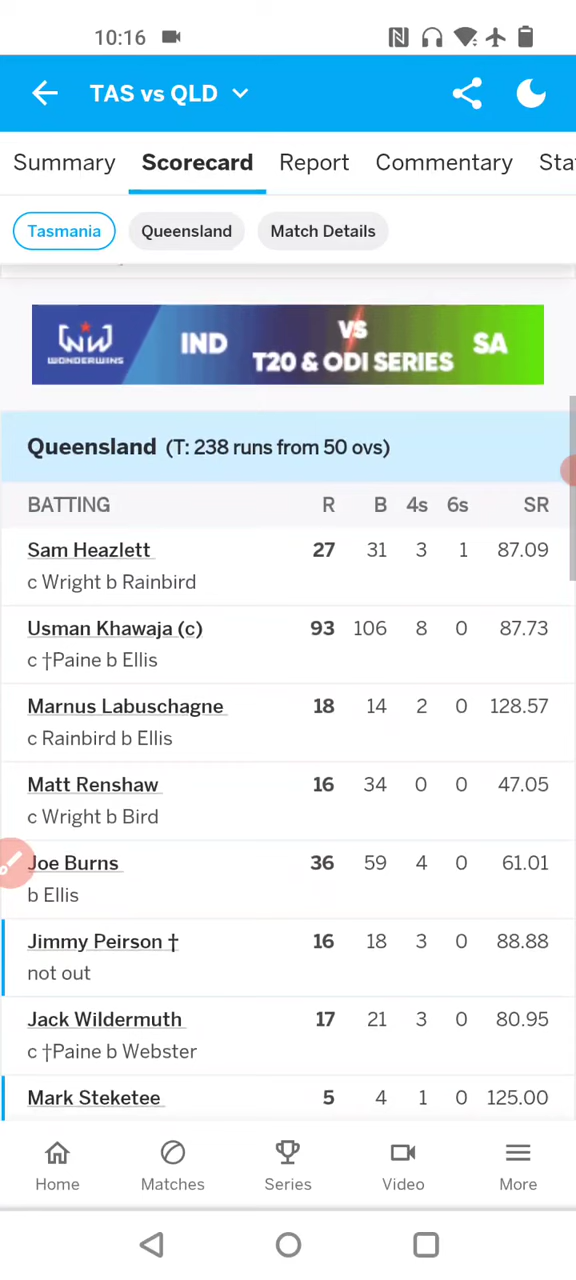 10:16
TAS vs QLD
Summary Scorecard Report Commentary Sta
Tasmania Queensland Match Details
WONDERWINS IND VS SA
T20 & ODI SERIES
Queensland (T: 238 runs from 50 ovs)
BATTING R B 4s 6s SR
Sam Heazlett 27 31 3 1 87.09
c Wright b Rainbird
Usman Khawaja (c) 93 106 8 0 87.73
c †Paine b Ellis
Marnus Labuschagne 18 14 2 0 128.57
c Rainbird b Ellis
Matt Renshaw 16 34 0 0 47.05
c Wright b Bird
Joe Burns 36 59 4 0 61.01
b Ellis
Jimmy Peirson † 16 18 3 0 88.88
not out
Jack Wildermuth 17 21 3 0 80.95
c †Paine b Webster
Mark Steketee 5 4 1 0 125.00
Home Matches Series Video More